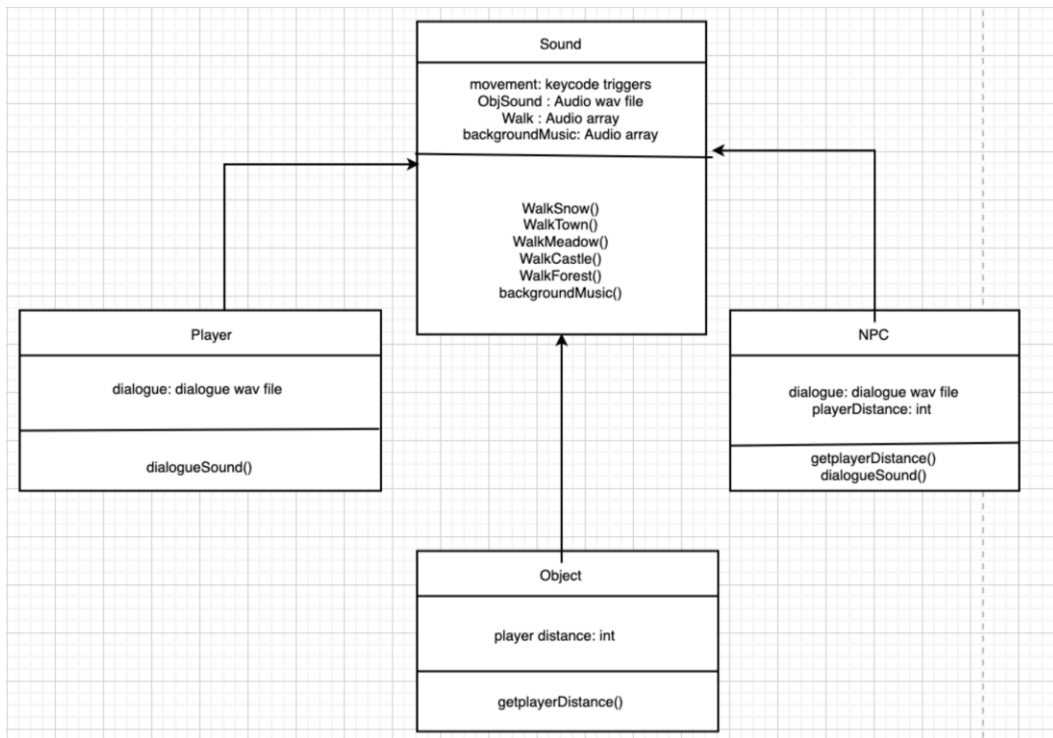 Sound
movement: keycode triggers
ObjSound : Audio wav file
Walk : Audio array
backgroundMusic: Audio array
WalkSnow()
WalkTown()
WalkMeadow()
WalkCastle()
WalkForest()
backgroundMusic()
Player
dialogue: dialogue wav file
dialogueSound()
NPC
dialogue: dialogue wav file
playerDistance: int
getplayerDistance()
dialogueSound()
Object
player distance: int
getplayerDistance()